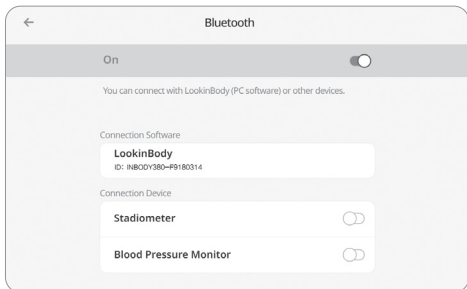 Bluetooth
On
You can connect with LookinBody (PC software) or other devices.
Connection Software
LookinBody
ID: INBODY380-F9180314
Connection Device
Stadiometer
Blood Pressure Monitor